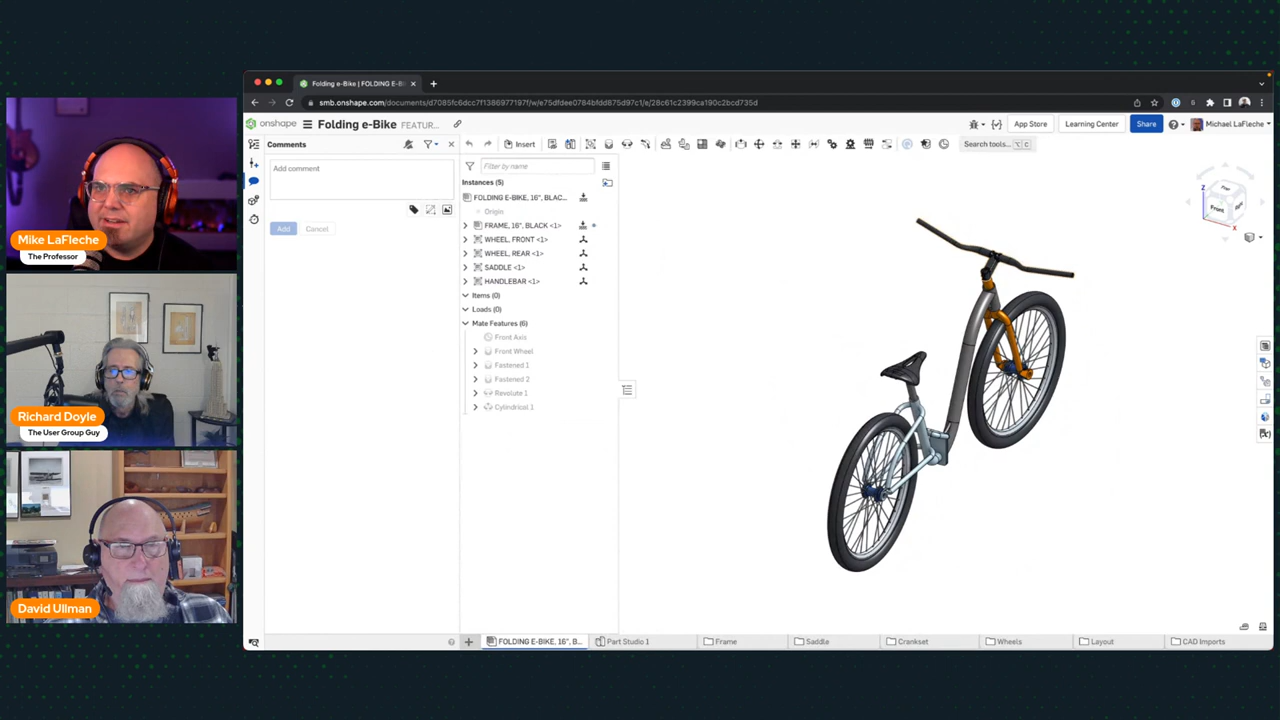 Folding e-Bike | FOLDING E-Bi
smb.onshape.com/documents/d7085fc6dcc7f1386977197f/w/e75dfdee0784bfdd875d97c1/e/28c61c2399ca190c2bcd735d
onshape
Folding e-Bike
FEATUR...
App Store
Learning Center
Share
Michael LaFleche
Comments
Insert
Search tools...
Add comment
Add
Cancel
Filter by name
Instances (5)
FOLDING E-BIKE, 16", BLAC...
Origin
FRAME, 16", BLACK <1>
WHEEL, FRONT <1>
WHEEL, REAR <1>
SADDLE <1>
HANDLEBAR <1>
Items (0)
Loads (0)
Mate Features (6)
Front Axis
Front Wheel
Fastened 1
Fastened 2
Revolute 1
Cylindrical 1
Front
Z
X
Mike LaFleche
The Professor
Richard Doyle
The User Group Guy
David Ullman
FOLDING E-BIKE, 16", B...
Part Studio 1
Frame
Saddle
Crankset
Wheels
Layout
CAD Imports